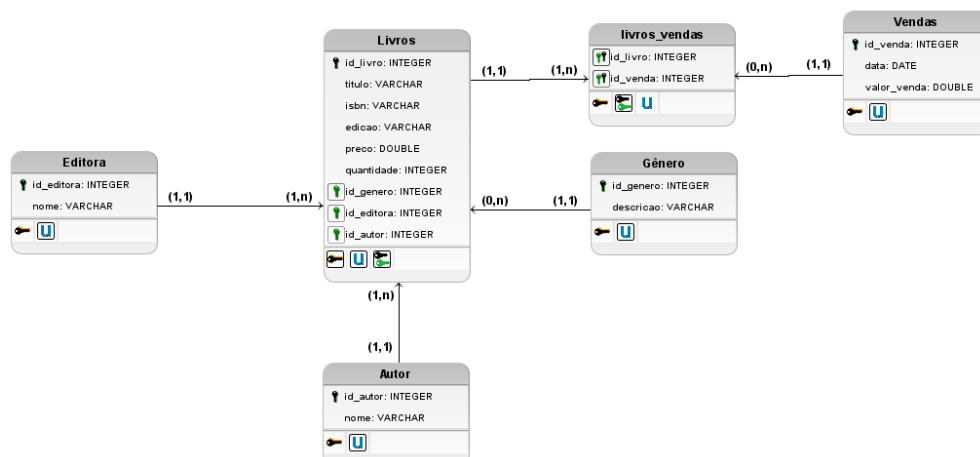 Livros
id_livro: INTEGER
titulo: VARCHAR
isbn: VARCHAR
edicao: VARCHAR
preco: DOUBLE
quantidade: INTEGER
id_genero: INTEGER
id_editora: INTEGER
id_autor: INTEGER
U
(1,1)
(1,n)
livros_vendas
id_livro: INTEGER
id_venda: INTEGER
U
(0,n)
(1,1)
Vendas
id_venda: INTEGER
data: DATE
valor_venda: DOUBLE
U
Editora
id_editora: INTEGER
nome: VARCHAR
U
(1,1)
(1,n)
(0,n)
(1,1)
Gênero
id_genero: INTEGER
descricao: VARCHAR
U
(1,n)
(1,1)
Autor
id_autor: INTEGER
nome: VARCHAR
U